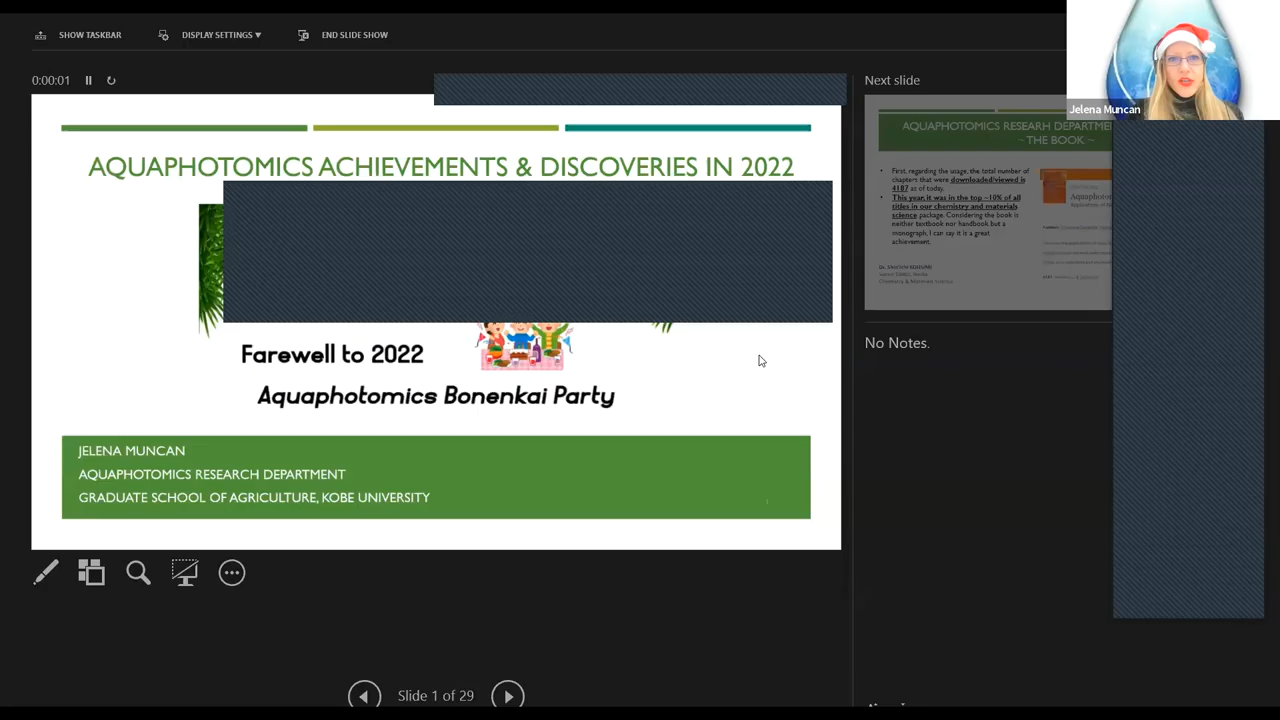 SHOW TASKBAR
DISPLAY SETTINGS ▼
END SLIDE SHOW
0:00:01
Next slide
Jelena Muncan
AQUAPHOTOMICS ACHIEVEMENTS & DISCOVERIES IN 2022
Farewell to 2022
Aquaphotomics Bonenkai Party
JELENA MUNCAN
AQUAPHOTOMICS RESEARCH DEPARTMENT
GRADUATE SCHOOL OF AGRICULTURE, KOBE UNIVERSITY
AQUAPHOTOMICS RESEARH
~ THE BOOK ~
First, regarding the usage, the total number of
chapters that were downloaded/viewed is
4187 as of today.
This year, it was in the top ~10% of all
titles in our chemistry and materials
science package. Considering the book is
neither textbook nor handbook but a
monograph, I can say it is a great
achievement.
No Notes.
Slide 1 of 29